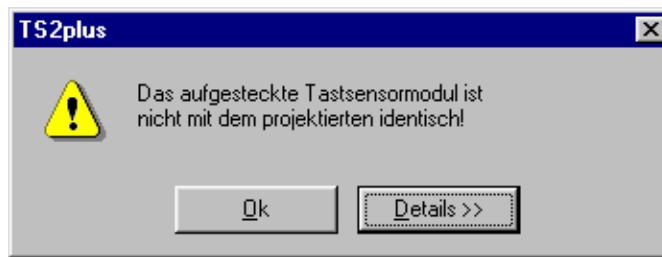 TS2plus
Das aufgesteckte Tastsensormodul ist
nicht mit dem projektierten identisch!
Ok
Details >>